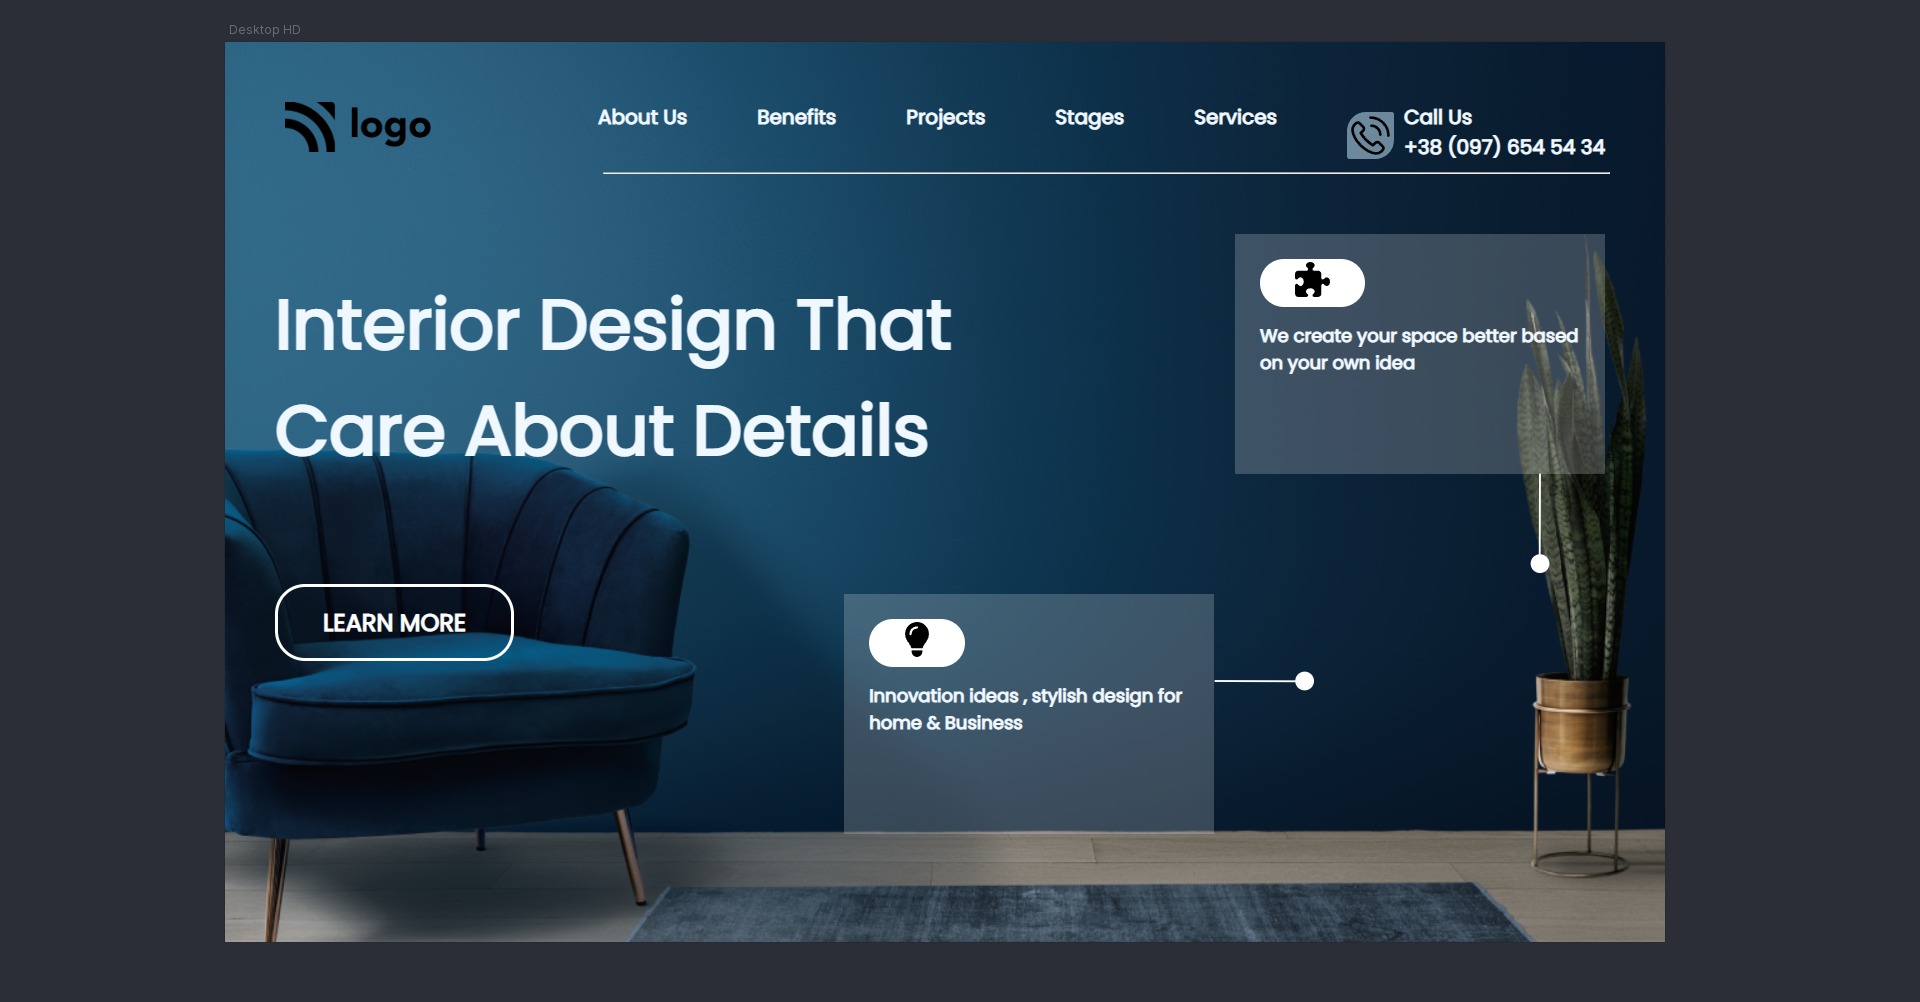 Desktop HD
logo
About Us
Benefits
Projects
Stages
Services
Call Us
+38 (097) 654 54 34
Interior Design That
Care About Details
LEARN MORE
We create your space better based
on your own idea
Innovation ideas , stylish design for
home & Business